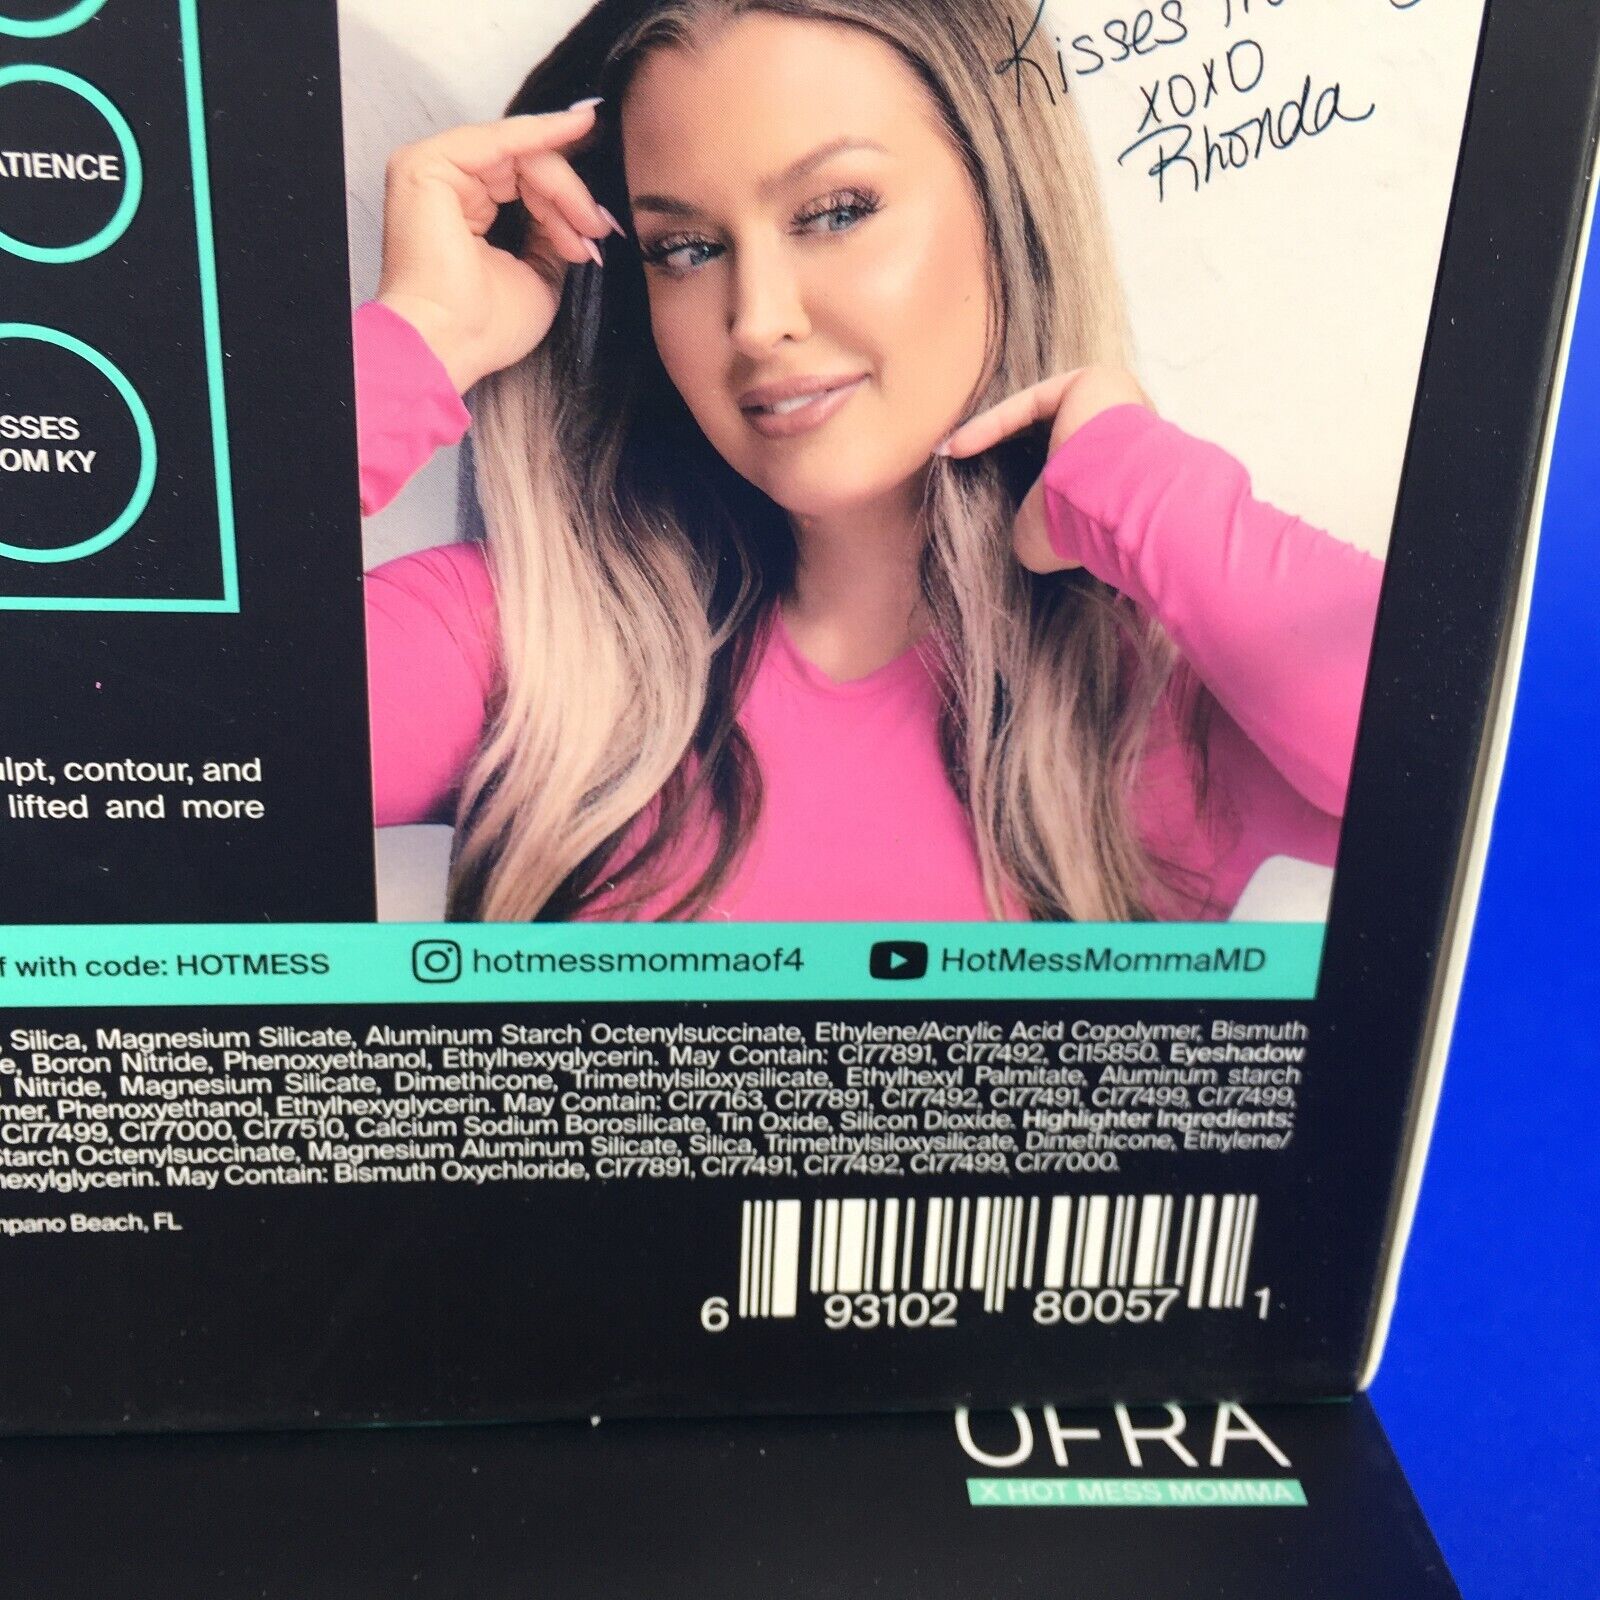 Kisses
XOXO
Rhonda
ATIENCE
SSES
OM KY
ulpt, contour, and
lifted and more
f with code: HOTMESS
hotmessmommaof4
HotMessMommaMD
, Silica, Magnesium Silicate, Aluminum Starch Octenylsuccinate, Ethylene/Acrylic Acid Copolymer, Bismuth
e, Boron Nitride, Phenoxyethanol, Ethylhexyglycerin. May Contain: CI77891, CI77492, CI15850. Eyeshadow
Nitride, Magnesium Silicate, Dimethicone, Trimethylsiloxysilicate, Ethylhexyl Palmitate, Aluminum starch
mer, Phenoxyethanol, Ethylhexyglycerin. May Contain: CI77163, CI77891, CI77492, CI77491, CI77499, CI77499,
CI77499, CI77000, CI77510, Calcium Sodium Borosilicate, Tin Oxide, Silicon Dioxide. Highlighter Ingredients:
Starch Octenylsuccinate, Magnesium Aluminum Silicate, Silica, Trimethylsiloxysilicate, Dimethicone, Ethylene/
hexylglycerin. May Contain: Bismuth Oxychloride, CI77891, CI77491, CI77492, CI77499, CI77000.
mpano Beach, FL
6 93102 80057 1
OFRA
X HOT MESS MOMMA